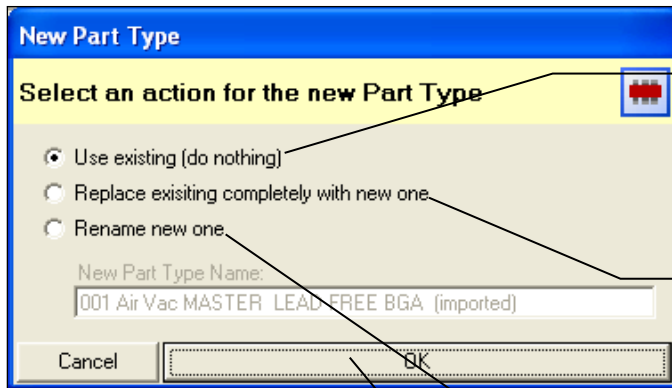 New Part Type
Select an action for the new Part Type
Use existing (do nothing)
Replace exisiting completely with new one
Rename new one
New Part Type Name:
001 Air Vac MASTER LEAD FREE BGA (imported)
Cancel
OK